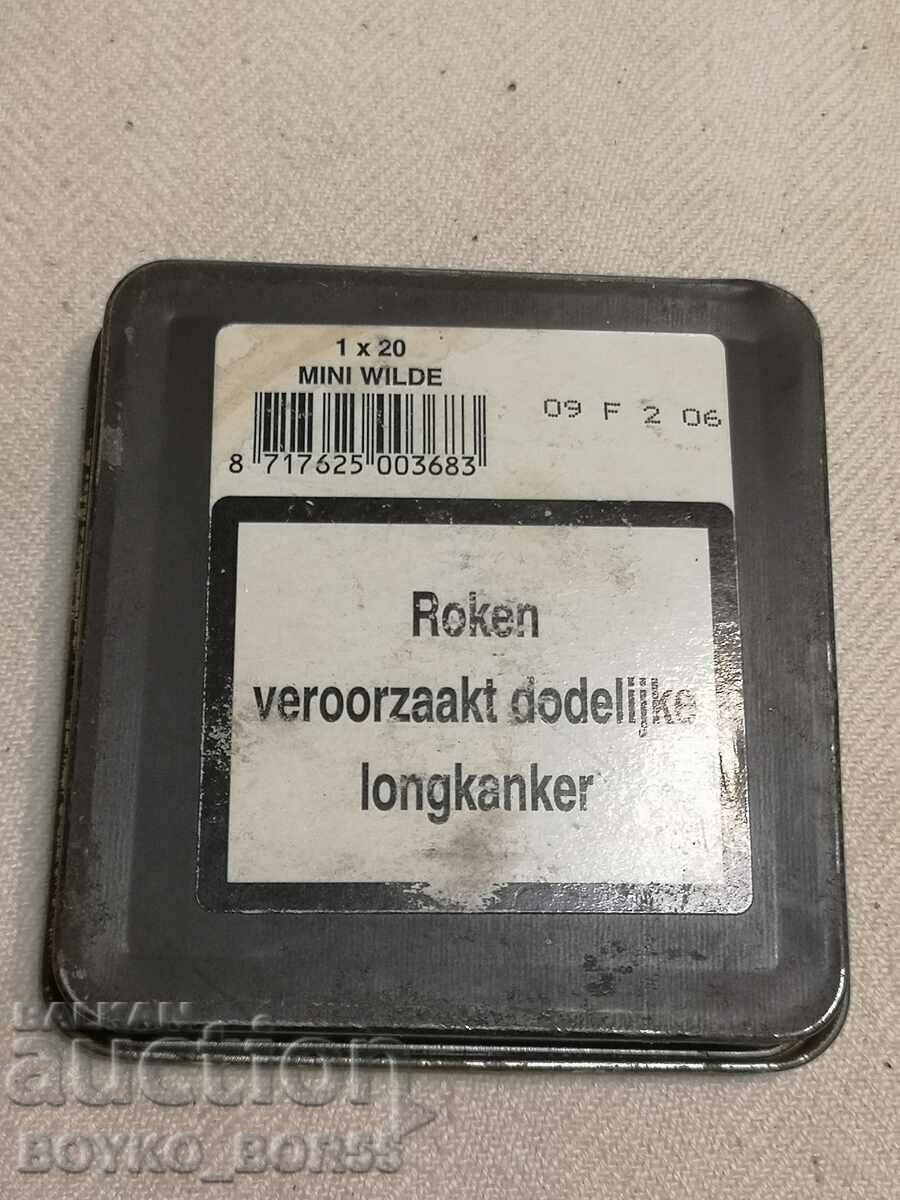 1 x 20
MINI WILDE
8 717625 003683
09 F 2 06
Roken
veroorzaakt dodelijke
longkanker
BALKAN
auction
BOYKO_BOR55